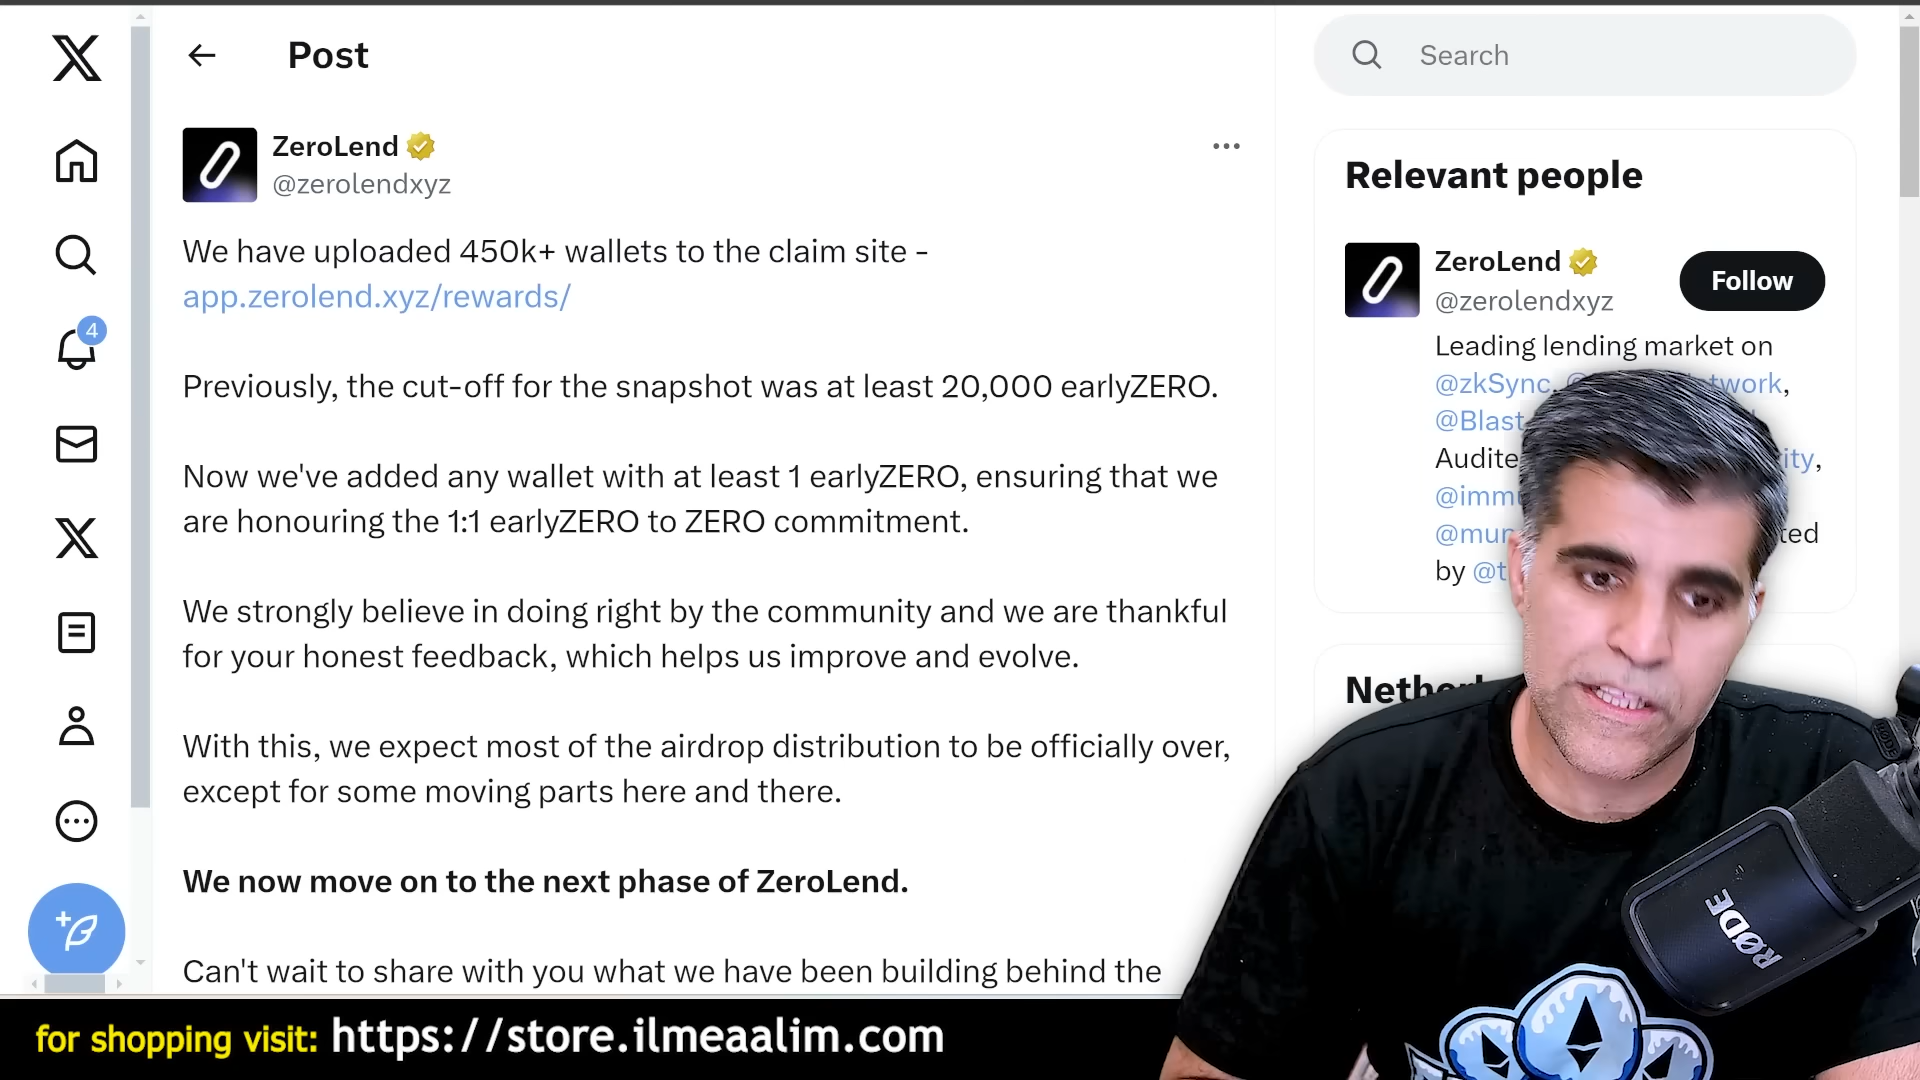 Post
Search
ZeroLend
@zerolendxyz
We have uploaded 450k+ wallets to the claim site -
app.zerolend.xyz/rewards/
Previously, the cut-off for the snapshot was at least 20,000 earlyZERO.
Now we've added any wallet with at least 1 earlyZERO, ensuring that we
are honouring the 1:1 earlyZERO to ZERO commitment.
We strongly believe in doing right by the community and we are thankful
for your honest feedback, which helps us improve and evolve.
With this, we expect most of the airdrop distribution to be officially over,
except for some moving parts here and there.
We now move on to the next phase of ZeroLend.
Can't wait to share with you what we have been building behind the
4
Relevant people
ZeroLend
@zerolendxyz
Follow
Leading lending market on
@zkSync,
@Blast
by
RØDE
for shopping visit: https://store.ilmeaalim.com